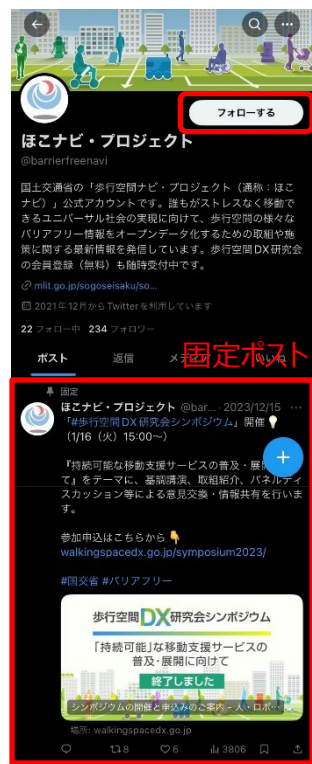 フォローする
ほこナビ・プロジェクト
@barrierfreenavi
国土交通省の「歩行空間ナビ・プロジェクト（通称：ほこ
ナビ）」公式アカウントです。誰もがストレスなく移動で
きるユニバーサル社会の実現に向けて、歩行空間の様々な
バリアフリー情報をオープンデータ化するための取組や施
策に関する最新情報を発信しています。歩行空間DX研究会
の会員登録（無料）も随時受付中です。
mlit.go.jp/sogoseisaku/so...
2021年12月からTwitterを利用しています
22 フォロー中 234 フォロワー
固定ポスト
ポスト 返信 メディア いいね
固定
ほこナビ・プロジェクト @bar... · 2023/12/15 ...
「#歩行空間DX研究会シンポジウム」開催💡
（1/16（火）15:00～）
『持続可能な移動支援サービスの普及・展
て』をテーマに、基調講演、取組紹介、パネルディ
スカッション等による意見交換・情報共有を行いま
す。
参加申込はこちらから👇
walkingspacedx.go.jp/symposium2023/
#国交省 #バリアフリー
歩行空間DX研究会シンポジウム
「持続可能」な移動支援サービスの
普及・展開に向けて
終了しました
シンポジウムの開催と申込みのご案内 - 人・ロボ...
場所: walkingspacedx.go.jp
8 6 3806